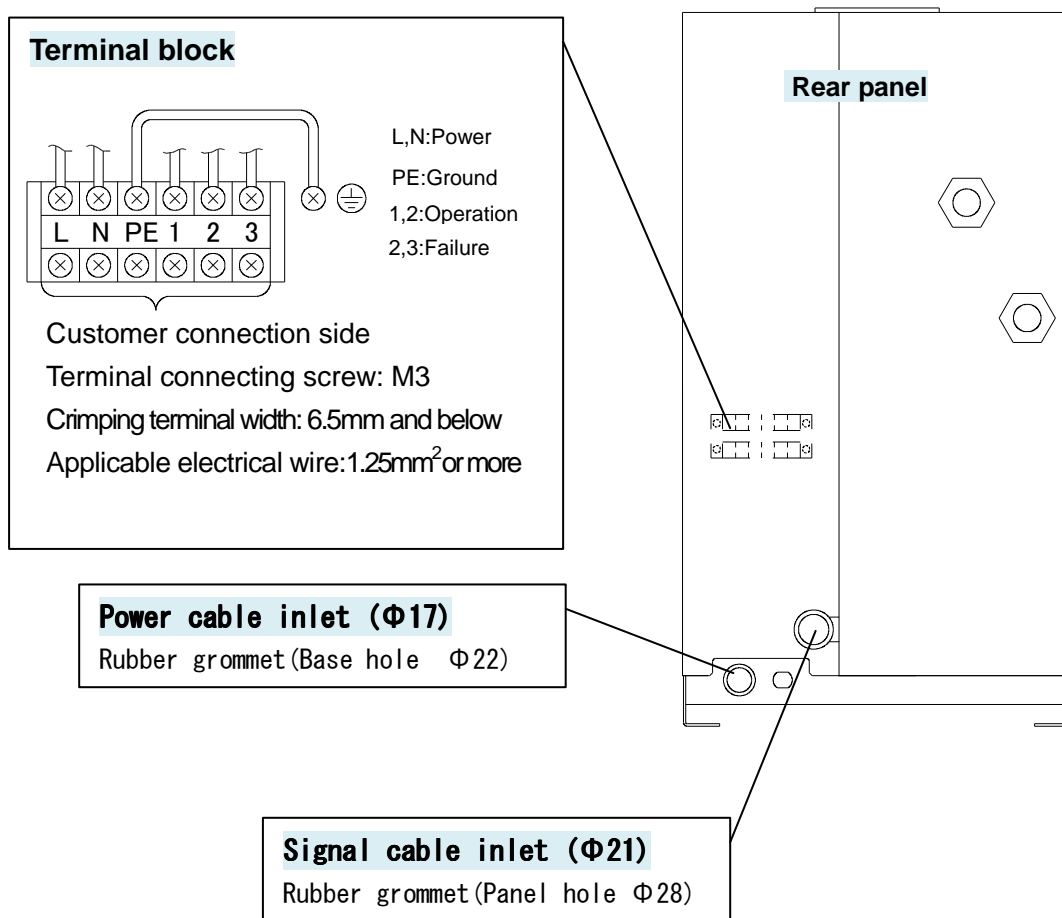 Terminal block
Rear panel
L,N:Power
PE:Ground
1,2:Operation
2,3:Failure
L N PE 1 2 3
Customer connection side
Terminal connecting screw: M3
Crimping terminal width: 6.5mm and below
Applicable electrical wire:1.25mm² or more
Power cable inlet (Φ17)
Rubber grommet(Base hole Φ22)
Signal cable inlet (Φ21)
Rubber grommet(Panel hole Φ28)